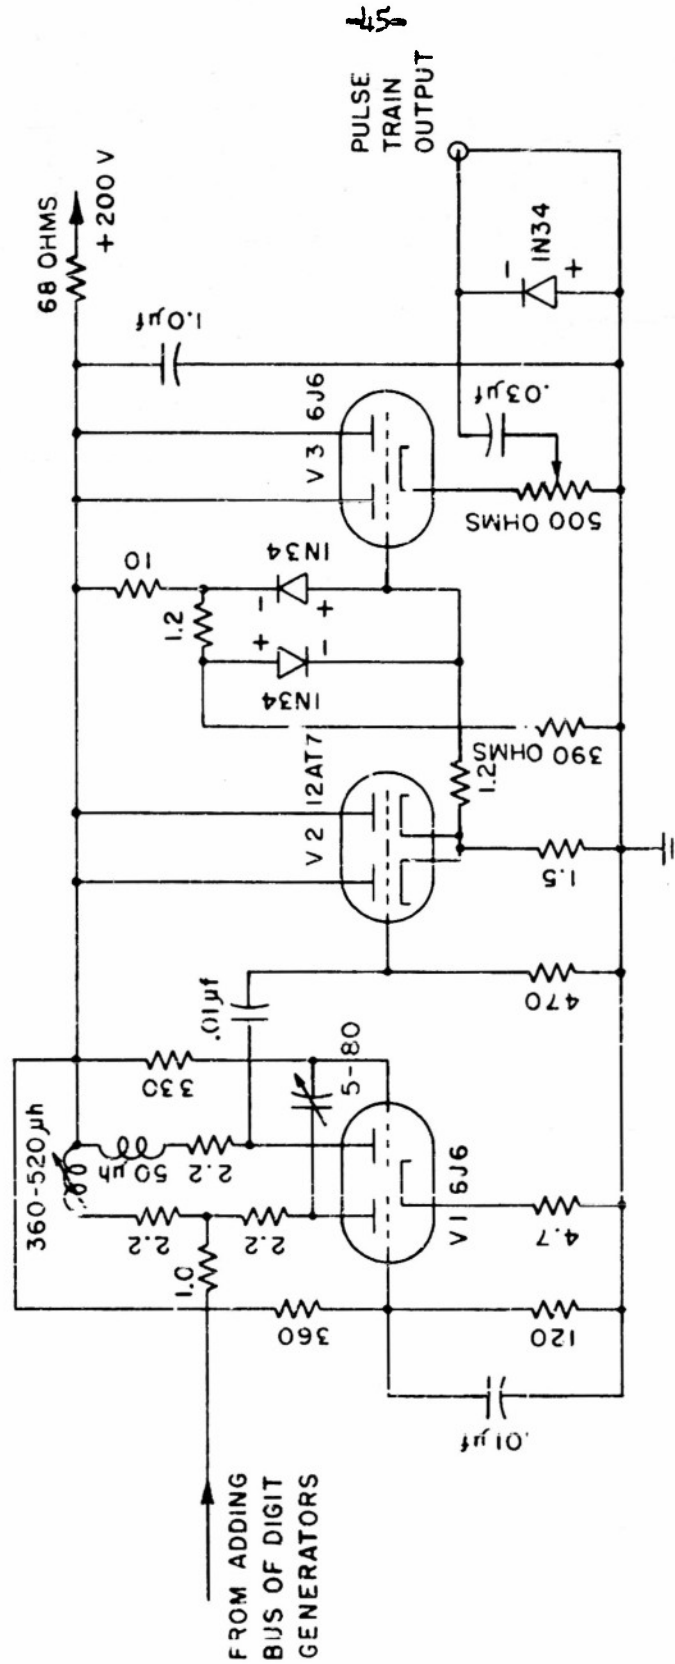 -45-
68 OHMS
+200 V
PULSE
TRAIN
OUTPUT
1.0µf
V3 6J6
IN34
-
+
.03µf
500 OHMS
10
1.2
IN34
-
+
IN34
+
-
V2 12AT7
390 OHMS
1.2
1.5
.01µf
470
360-520µh
330
50µh
2.2
2.2
2.2
5-80
1.0
V1 6J6
4.7
360
120
.01µf
FROM ADDING
BUS OF DIGIT
GENERATORS